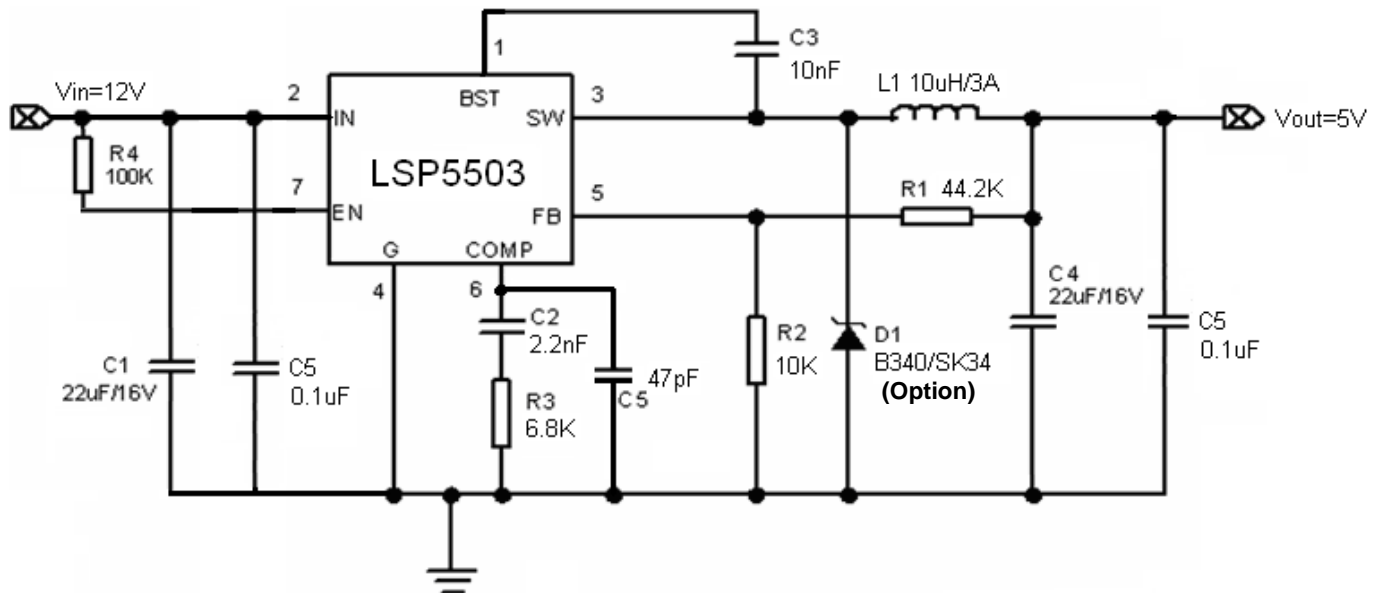 1
C3
10nF
Vin=12V
2
BST
3
L1 10uH/3A
IN
SW
Vout=5V
R4
100K
LSP5503
7
5
R1 44.2K
EN
FB
G
COMP
4
6
C2
2.2nF
C4
22uF/16V
C1
22uF/16V
C5
0.1uF
R3
6.8K
47pF
C5
R2
10K
D1
B340/SK34
(Option)
C5
0.1uF